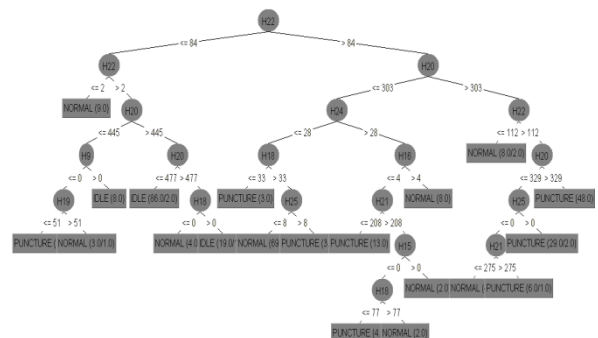 H22
<= 84 > 84
H22 H20
<= 2 > 2 <= 303 > 303
NORMAL (9.0) H20 H24 H22
<= 445 > 445 <= 28 > 28 <= 112 > 112
H9 H20 H18 H16 NORMAL (8.0/2.0) H20
<= 0 > 0 <= 477 > 477 <= 33 > 33 <= 4 > 4 <= 329 > 329
H19 IDLE (8.0) IDLE (86.0/2.0) H18 PUNCTURE (3.0) H25 H21 NORMAL (8.0) H25 PUNCTURE (48.0)
<= 51 > 51 <= 0 > 0 <= 8 > 8 <= 208 > 208 <= 0 > 0
PUNCTURE ( NORMAL (3.0/1.0) NORMAL (4.0 IDLE (19.0/ NORMAL (69 PUNCTURE (3 PUNCTURE (13.0) H15 H21 PUNCTURE (29.0/2.0)
<= 0 > 0 <= 275 > 275
H18 NORMAL (2.0 NORMAL ( PUNCTURE (6.0/1.0)
<= 77 > 77
PUNCTURE (4 NORMAL (2.0)